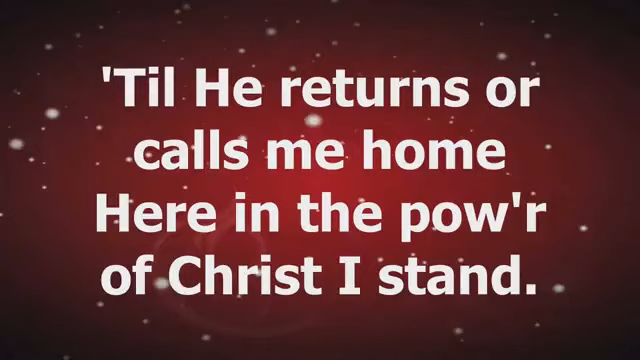 'Til He returns or
calls me home
Here in the pow'r
of Christ I stand.